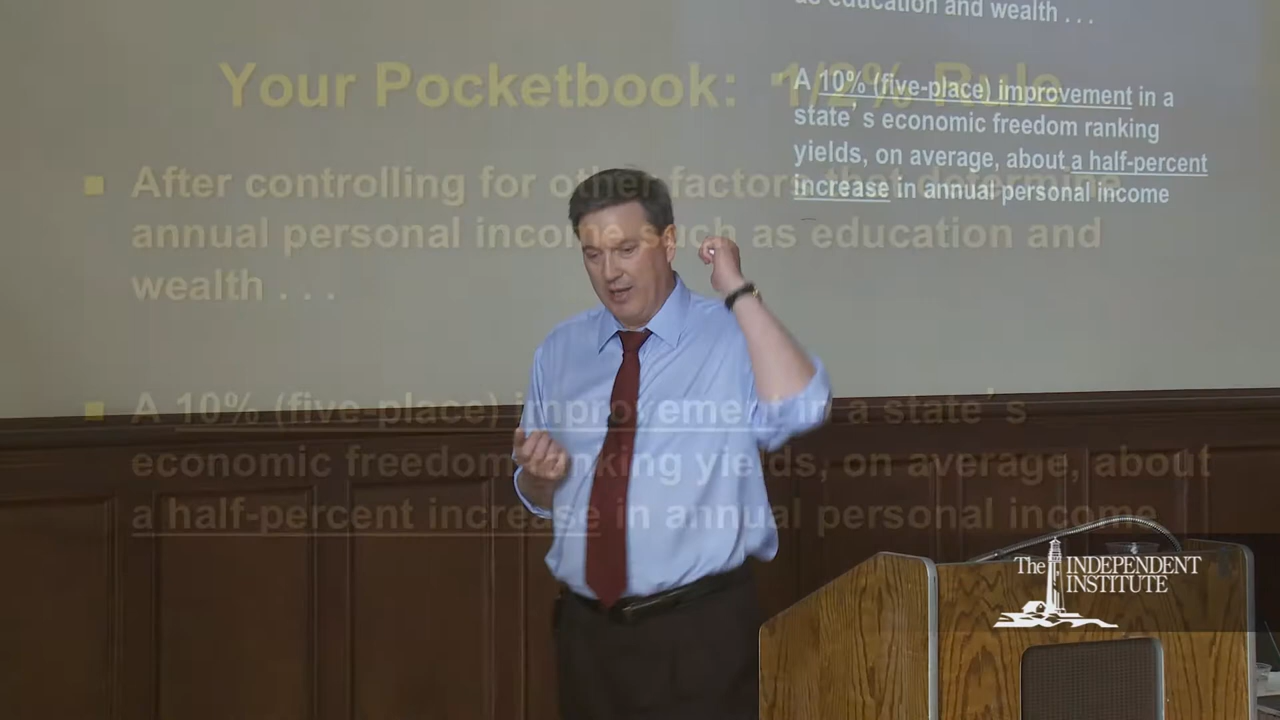 as education and wealth . . .
Your Pocketbook: 1/2% Rule
A 10% (five-place) improvement in a
state's economic freedom ranking
yields, on average, about a half-percent
increase in annual personal income
■ After controlling for other factors that determine
annual personal income such as education and
wealth . . .
■ A 10% (five-place) improvement in a state's
economic freedom ranking yields, on average, about
a half-percent increase in annual personal income
The INDEPENDENT
INSTITUTE